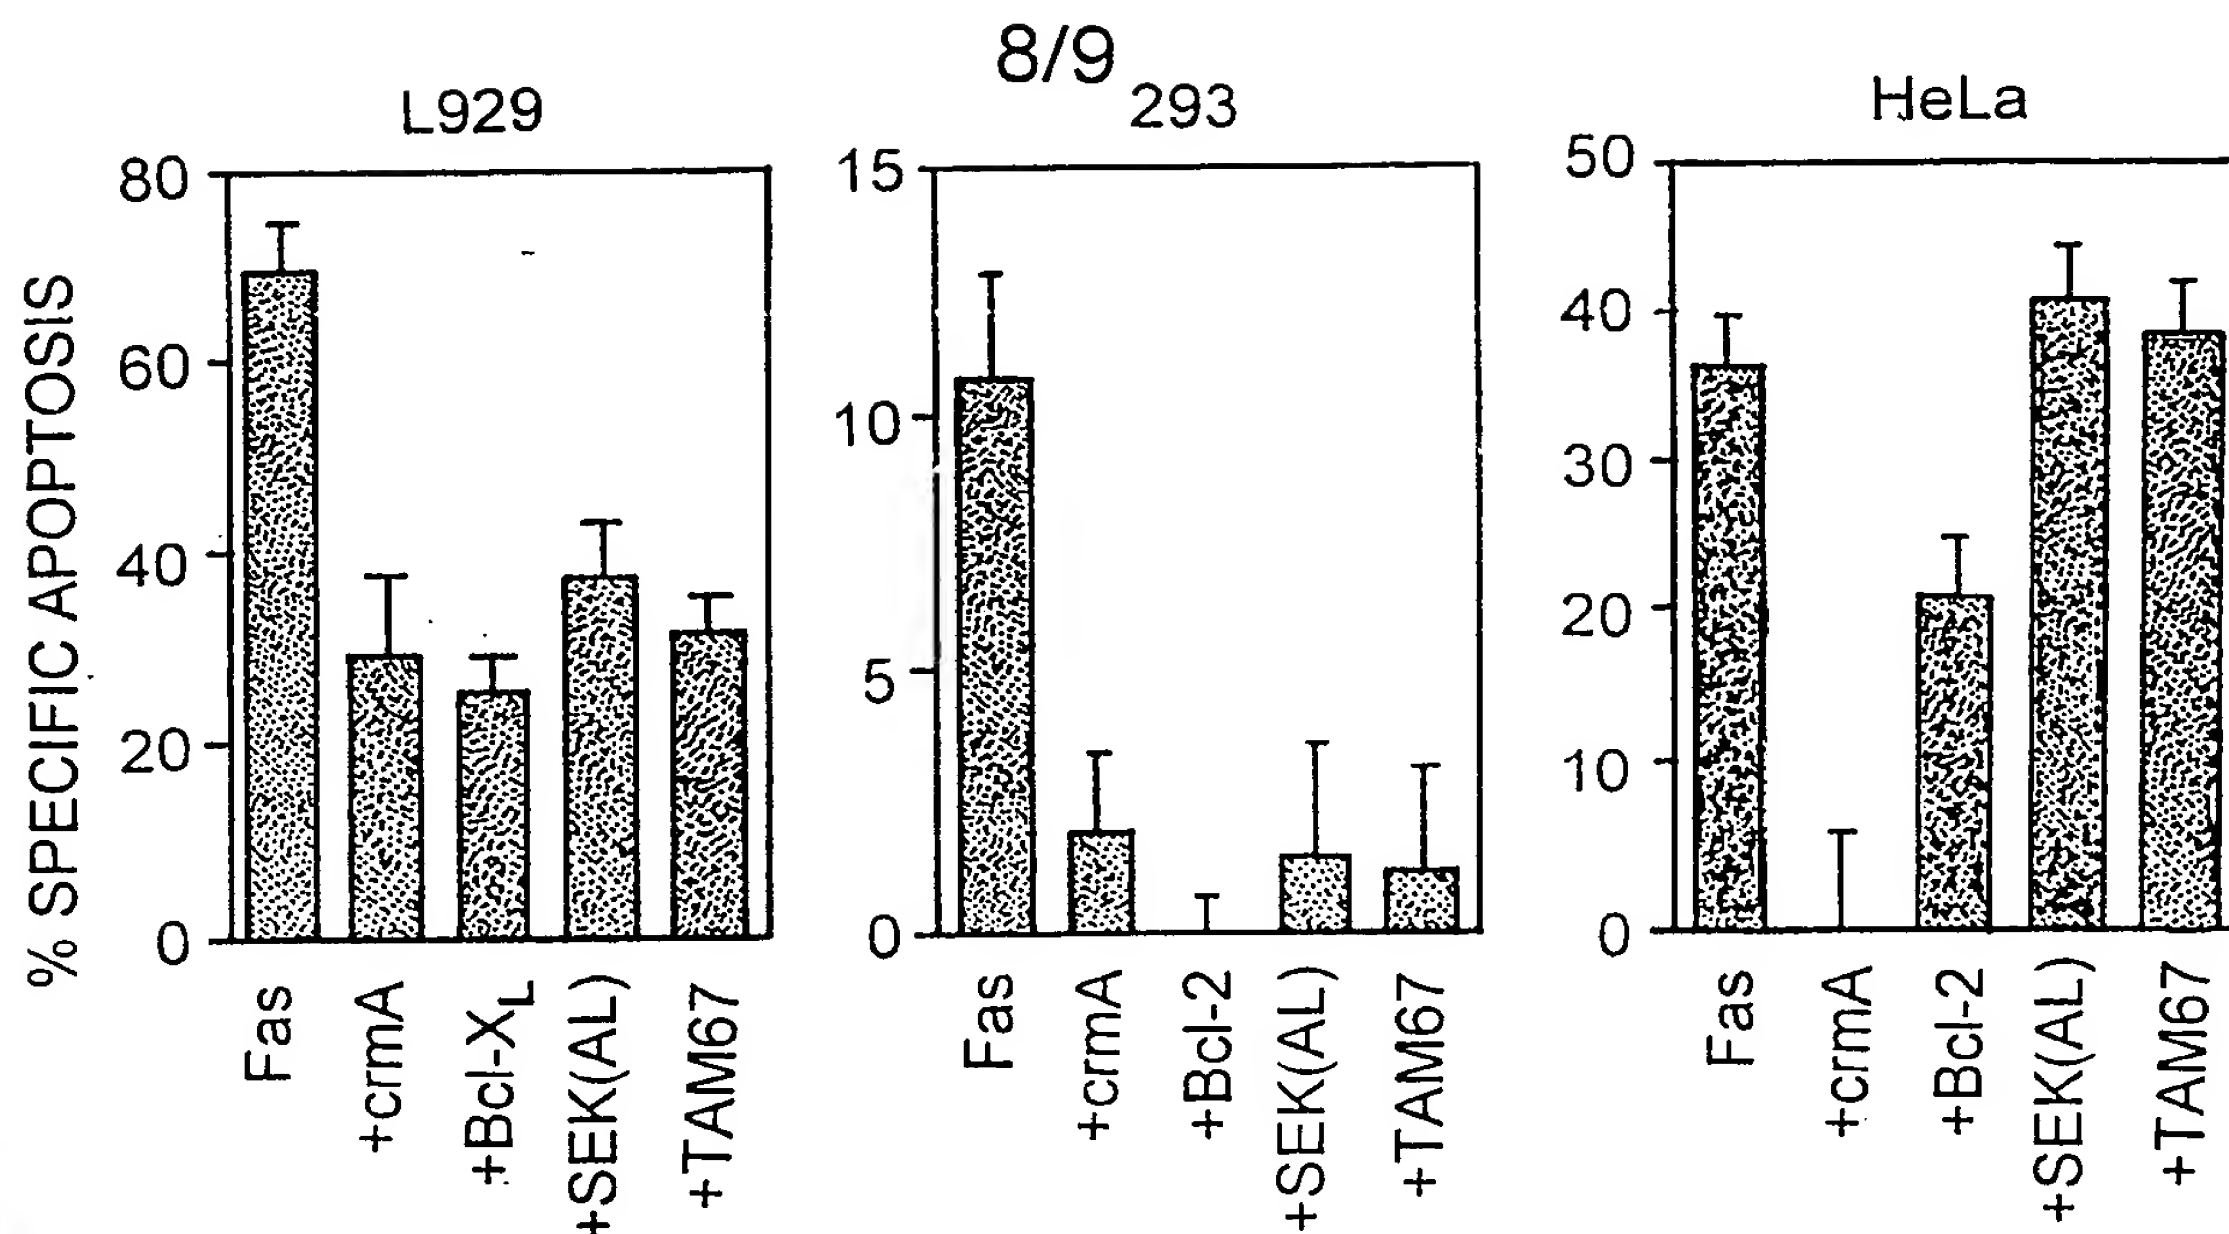 8/9
L929
293
HeLa
% SPECIFIC APOPTOSIS
80
60
40
20
0
Fas
+crmA
+Bcl-XL
+SEK(AL)
+TAM67
15
10
5
0
Fas
+crmA
+Bcl-2
+SEK(AL)
+TAM67
50
40
30
20
10
0
Fas
+crmA
+Bcl-2
+SEK(AL)
+TAM67